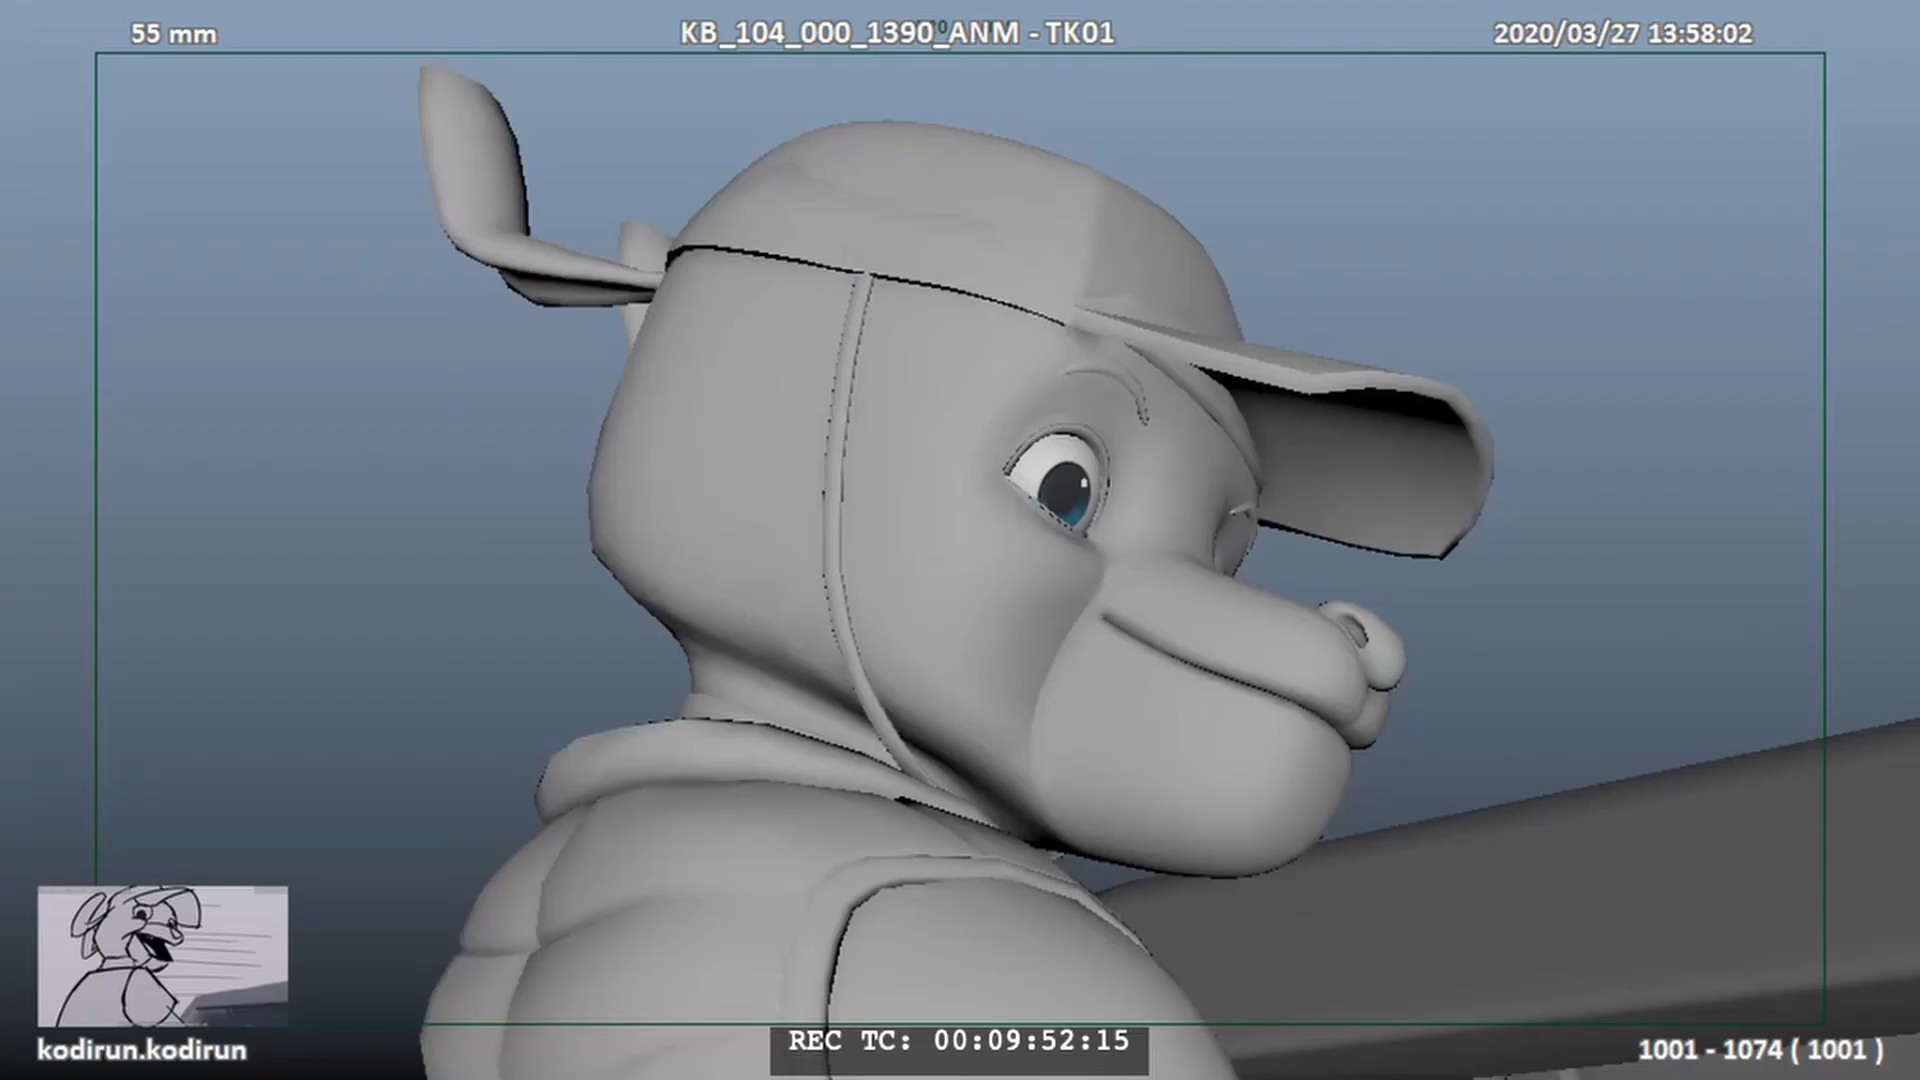 55 mm
KB_104_000_1390_ANM - TK01
2020/03/27 13:58:02
kodirun.kodirun
REC TC: 00:09:52:15
1001 - 1074 ( 1001 )